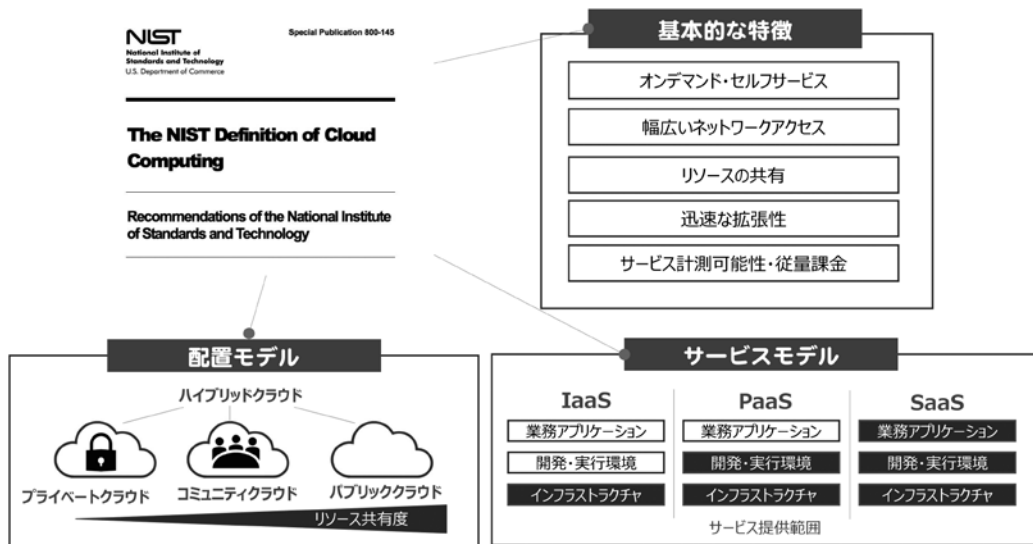 NIST
National Institute of
Standards and Technology
U.S. Department of Commerce
Special Publication 800-145
The NIST Definition of Cloud
Computing
Recommendations of the National Institute
of Standards and Technology
基本的な特徴
オンデマンド・セルフサービス
幅広いネットワークアクセス
リソースの共有
迅速な拡張性
サービス計測可能性・従量課金
配置モデル
ハイブリッドクラウド
プライベートクラウド
コミュニティクラウド
パブリッククラウド
リソース共有度
サービスモデル
IaaS
業務アプリケーション
開発・実行環境
インフラストラクチャ
PaaS
業務アプリケーション
開発・実行環境
インフラストラクチャ
SaaS
業務アプリケーション
開発・実行環境
インフラストラクチャ
サービス提供範囲